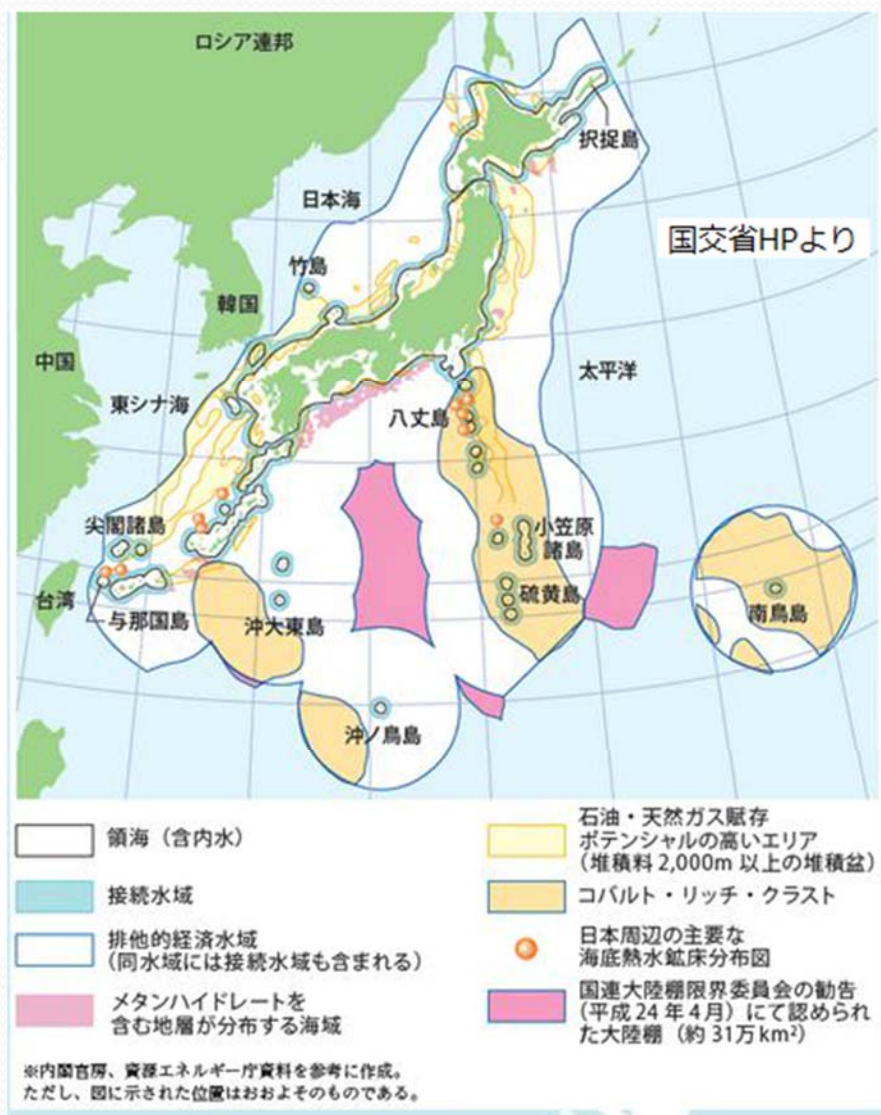 ロシア連邦
択捉島
日本海
国交省HPより
竹島
韓国
中国
太平洋
東シナ海
八丈島
尖閣諸島
小笠原
諸島
台湾
硫黄島
与那国島
沖大東島
南鳥島
沖ノ鳥島
領海（含内水）
接続水域
排他的経済水域
（同水域には接続水域も含まれる）
メタンハイドレートを
含む地層が分布する海域
石油・天然ガス賦存
ポテンシャルの高いエリア
（堆積料2,000m 以上の堆積盆）
コバルト・リッチ・クラスト
日本周辺の主要な
海底熱水鉱床分布図
国連大陸棚限界委員会の勧告
（平成24年4月）にて認められ
た大陸棚（約31万km²）
※内閣官房、資源エネルギー庁資料を参考に作成。
ただし、図に示された位置はおおよそのものである。